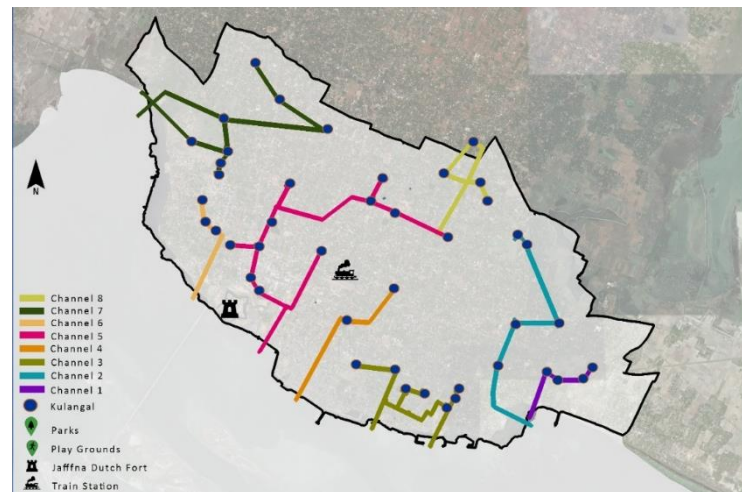 N
Channel 8
Channel 7
Channel 6
Channel 5
Channel 4
Channel 3
Channel 2
Channel 1
Kulangal
Parks
Play Grounds
Jaffna Dutch Fort
Train Station